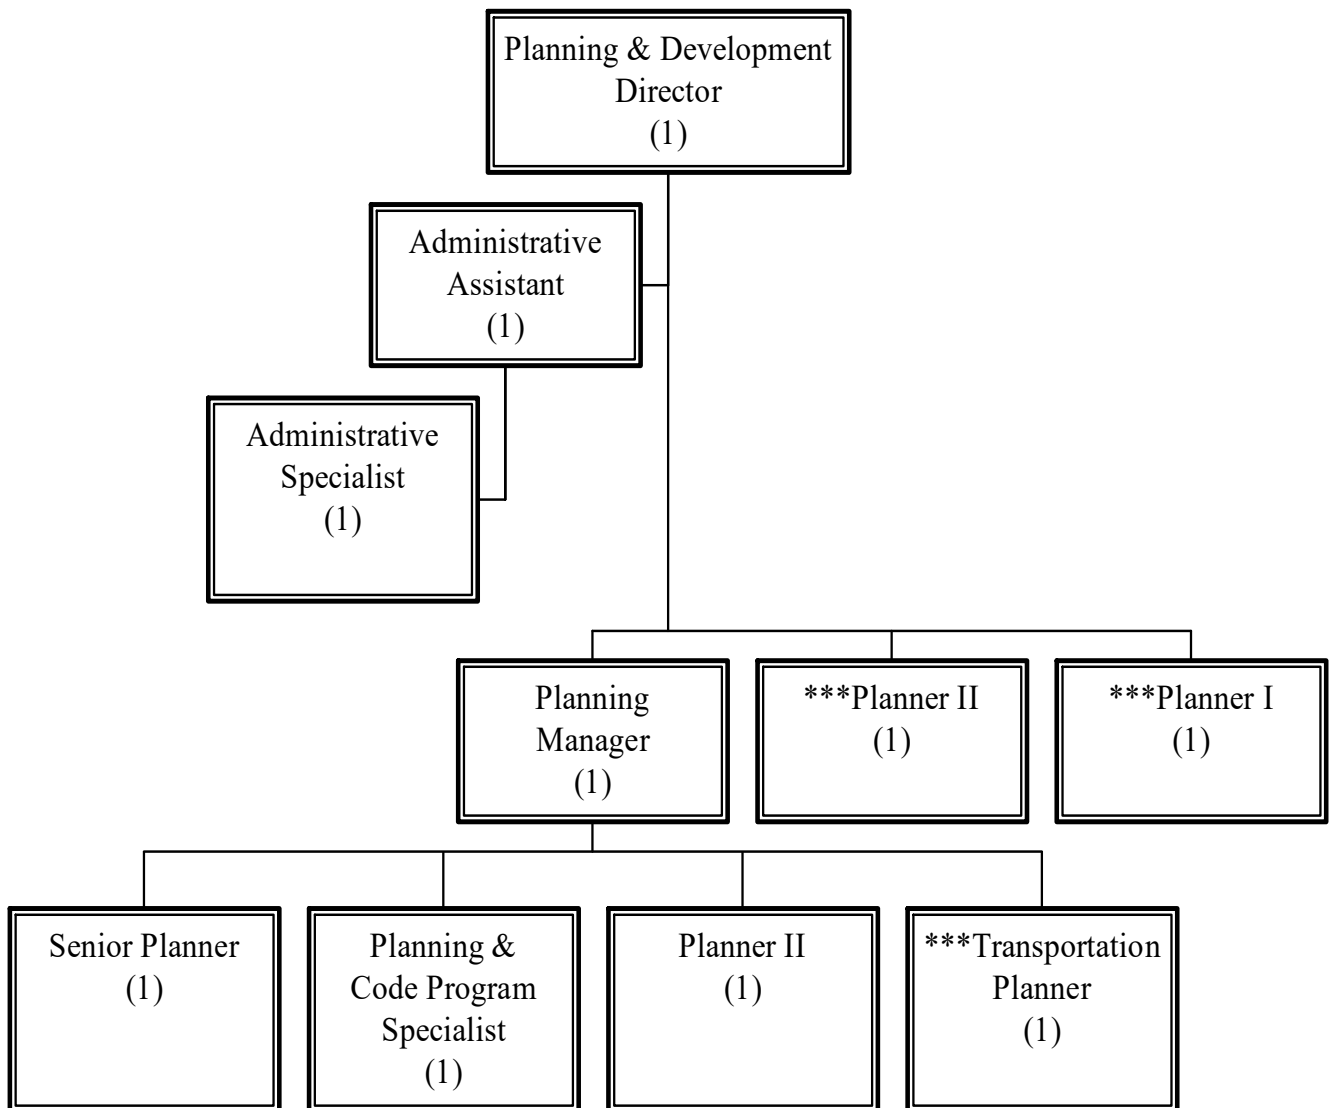 Planning & Development
Director
(1)
Administrative
Assistant
(1)
Administrative
Specialist
(1)
Planning
Manager
(1)
***Planner II
(1)
***Planner I
(1)
Senior Planner
(1)
Planning &
Code Program
Specialist
(1)
Planner II
(1)
***Transportation
Planner
(1)